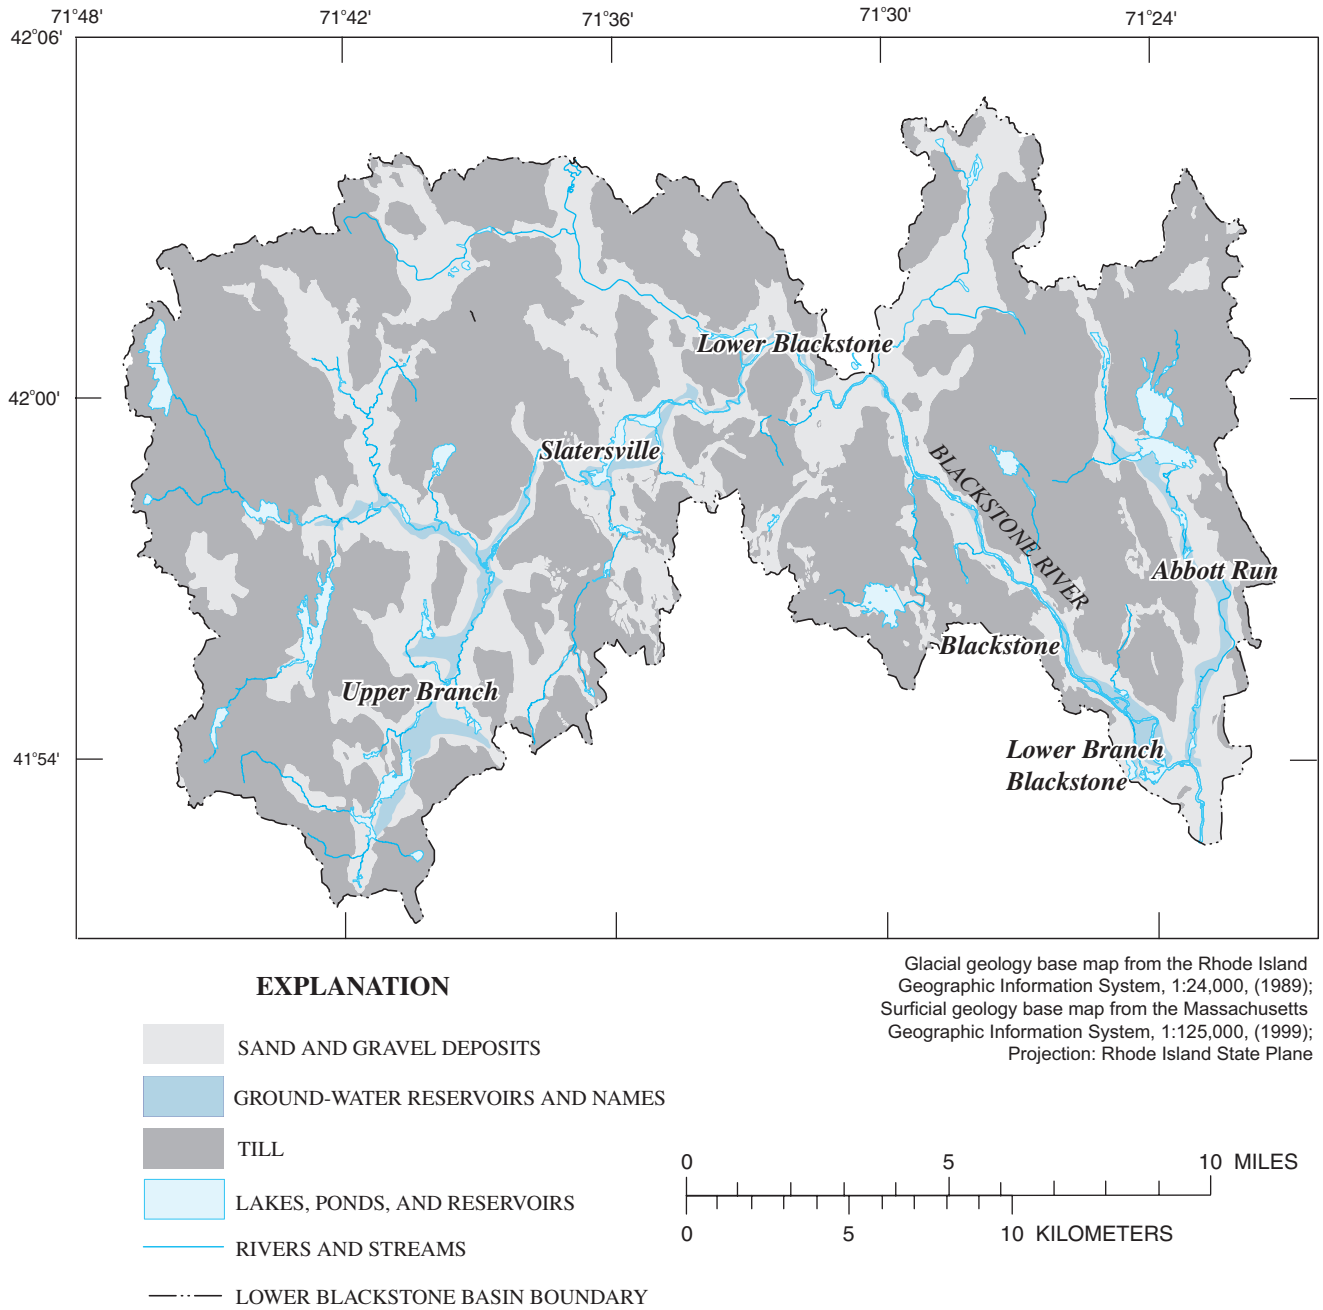 71°48'
71°42'
71°36'
71°30'
71°24'
42°06'
Lower Blackstone
42°00'
Slatersville
BLACKSTONE RIVER
Abbott Run
Blackstone
Upper Branch
41°54'
Lower Branch
Blackstone
EXPLANATION
SAND AND GRAVEL DEPOSITS
GROUND-WATER RESERVOIRS AND NAMES
TILL
LAKES, PONDS, AND RESERVOIRS
RIVERS AND STREAMS
LOWER BLACKSTONE BASIN BOUNDARY
Glacial geology base map from the Rhode Island
Geographic Information System, 1:24,000, (1989);
Surficial geology base map from the Massachusetts
Geographic Information System, 1:125,000, (1999);
Projection: Rhode Island State Plane
0 5 10 MILES
0 5 10 KILOMETERS